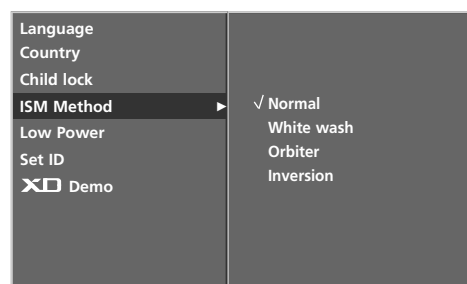 Language
Country
Child lock
ISM Method ►
Low Power
Set ID
XD Demo
√ Normal
White wash
Orbiter
Inversion